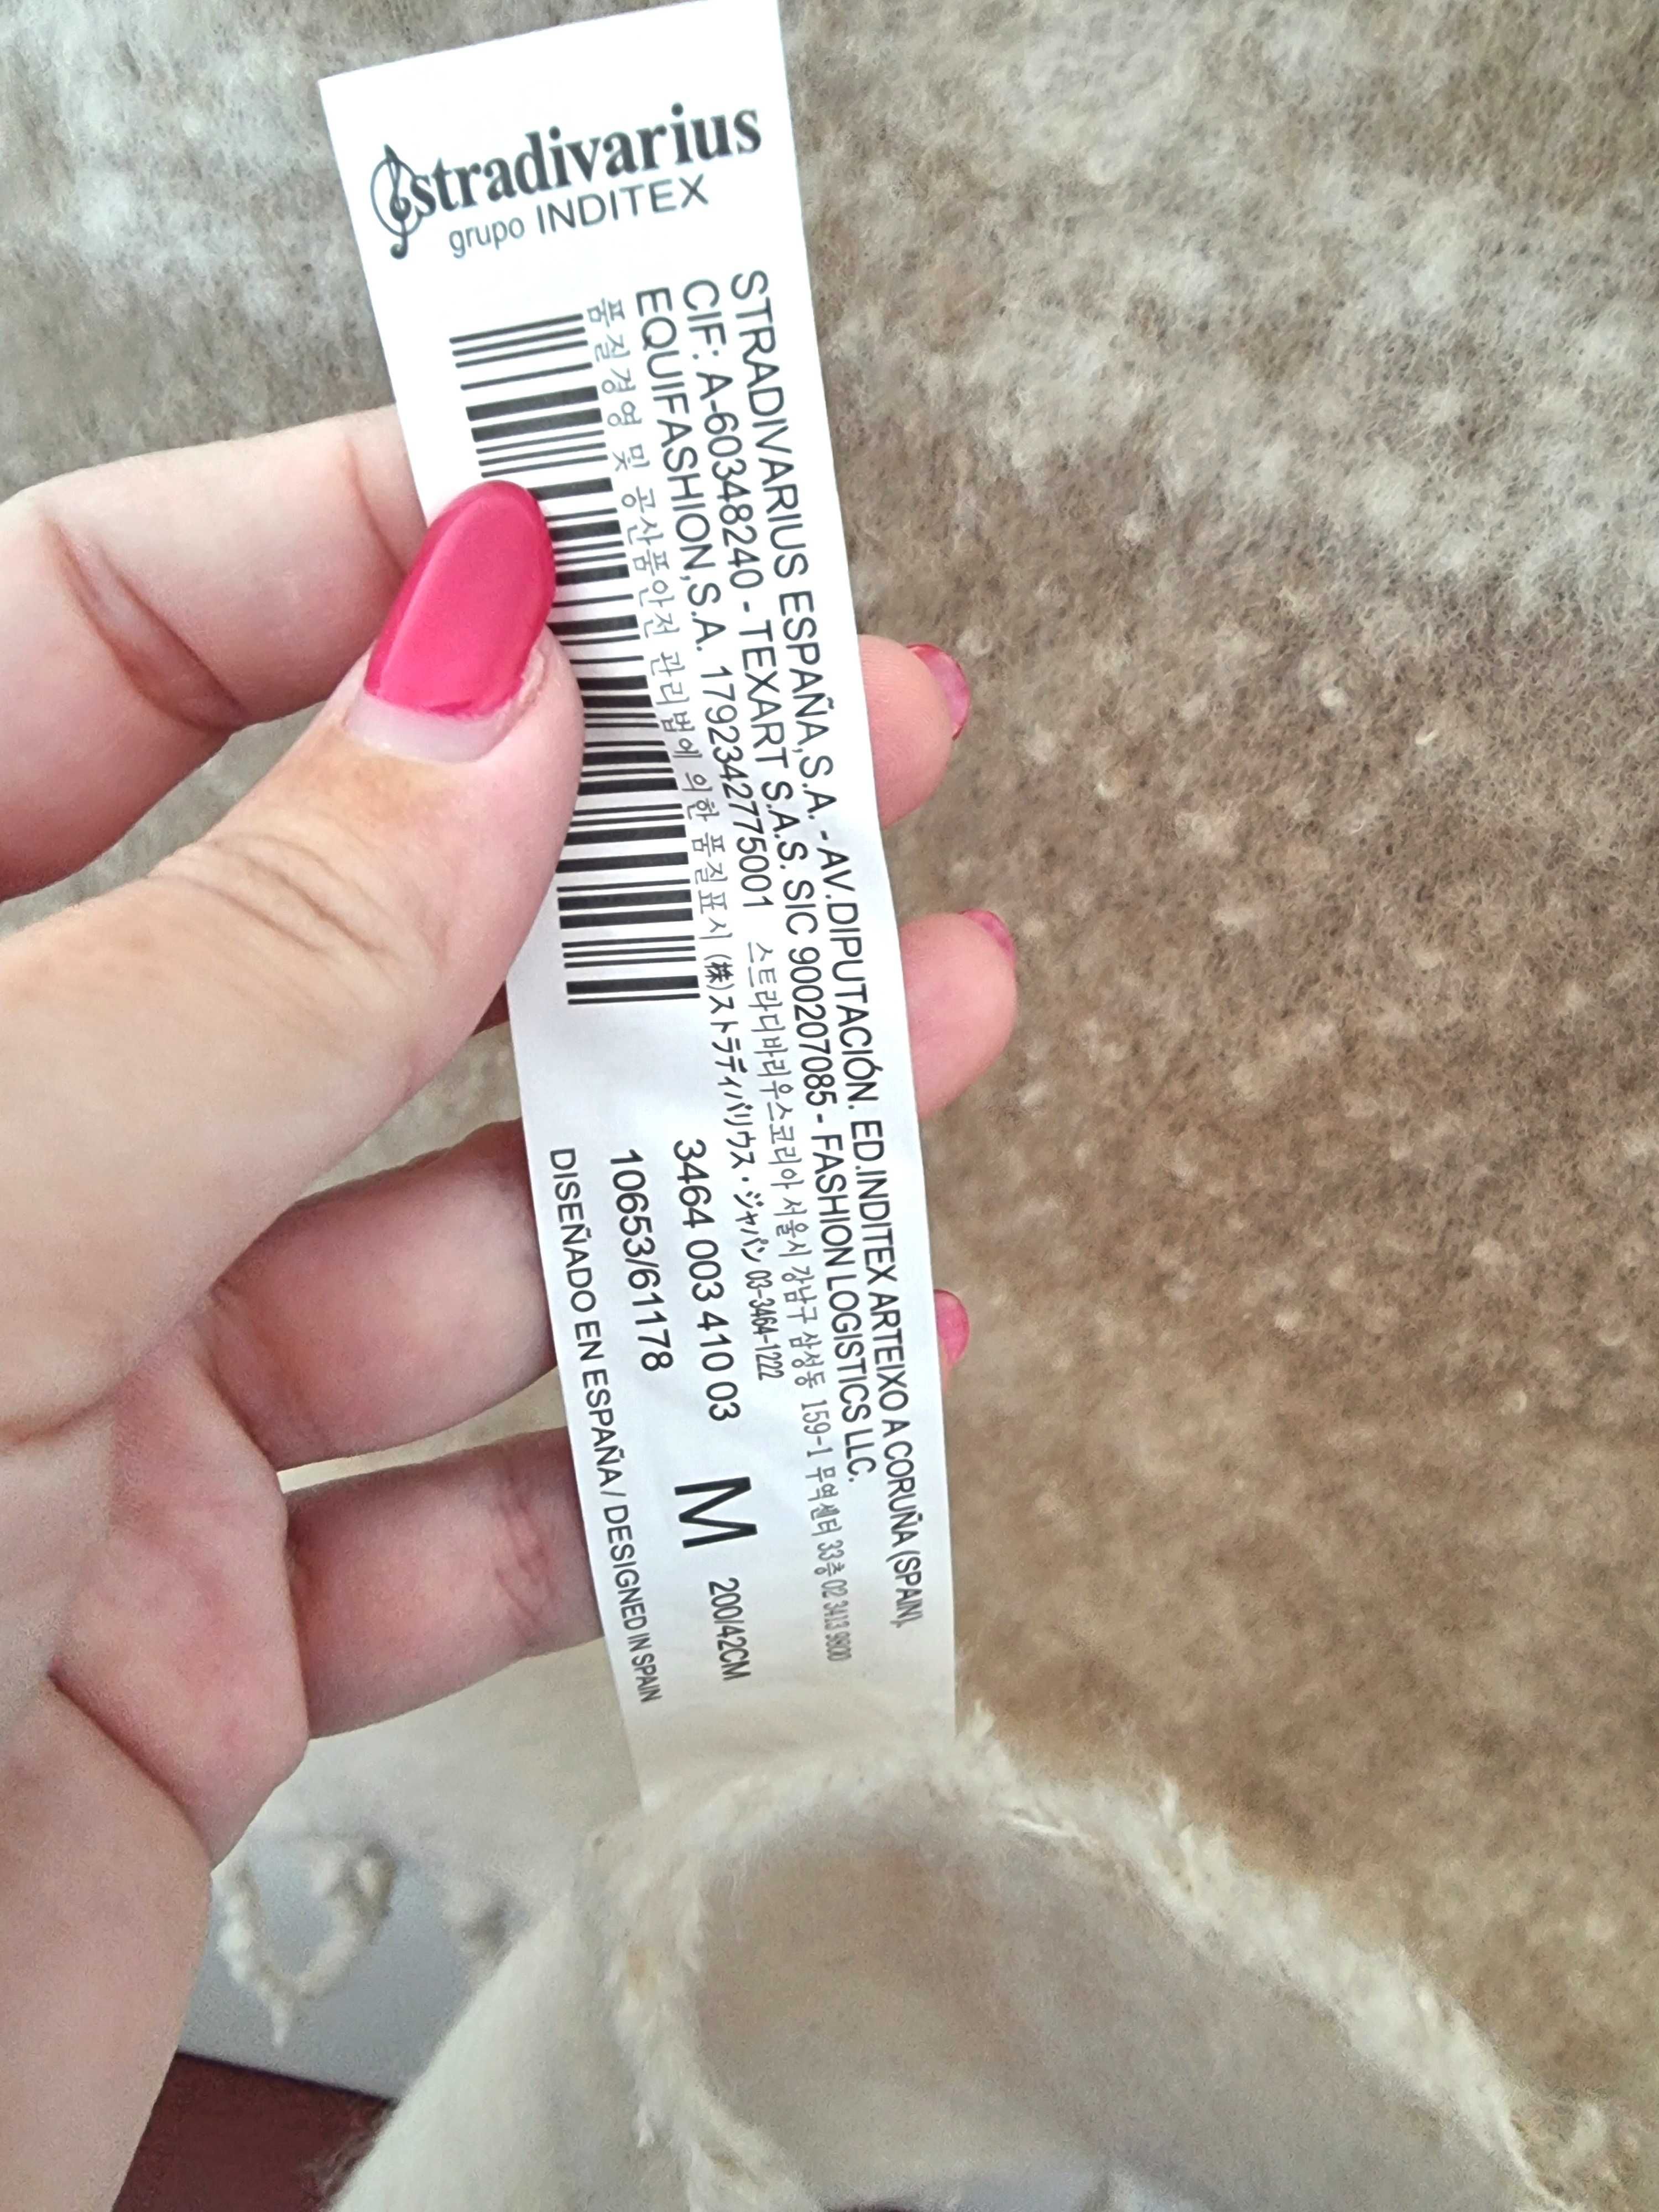 stradivarius
grupo INDITEX
STRADIVARIUS ESPAÑA,S.A. - AV.DIPUTACIÓN. ED.INDITEX ARTEIXO A CORUÑA (SPAIN).
CIF: A-60348240 - TEXART S.A.S. SIC 900207085 - FASHION LOGISTICS LLC.
EQUIFASHION,S.A. 1792342775001 스트라디바리우스코리아 서울시 강남구 삼성동 159-1 무역센터 33층 02 3413 9800
품질경영 및 공산품안전 관리법에 의한 품질표시 (株)ストラディバリウス・ジャパン 03-3464-1222
3464 003 410 03 M 200/42CM
10653/61178
DISEÑADO EN ESPAÑA / DESIGNED IN SPAIN